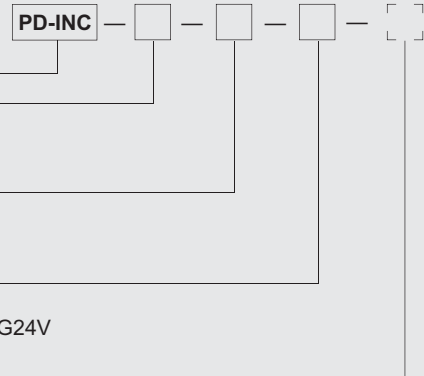 PD-INC — — — —
G24V